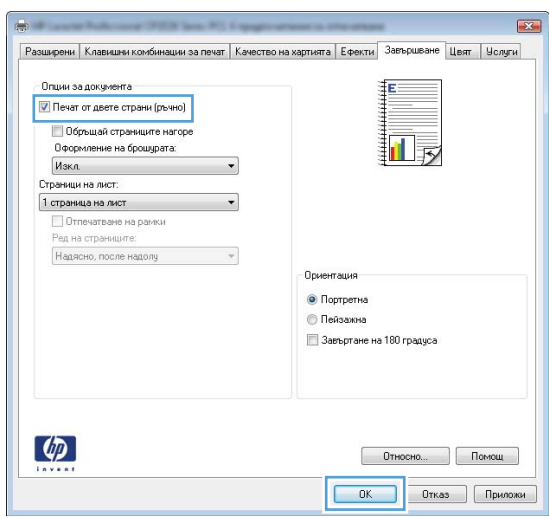 Разширени Клавишни комбинации за печат Качество на хартията Ефекти Завършване Цвят Услуги
Опции за документа
Печат от двете страни (ръчно)
Обръщай страниците нагоре
Оформление на брошурата:
Изкл.
Страници на лист:
1 страница на лист
Отпечатване на рамки
Ред на страниците:
Надясно, после надолу
E
Ориентация
Портретна
Пейзажна
Завъртане на 180 градуса
hp
invent
Относно... Помощ
OK Отказ Приложи